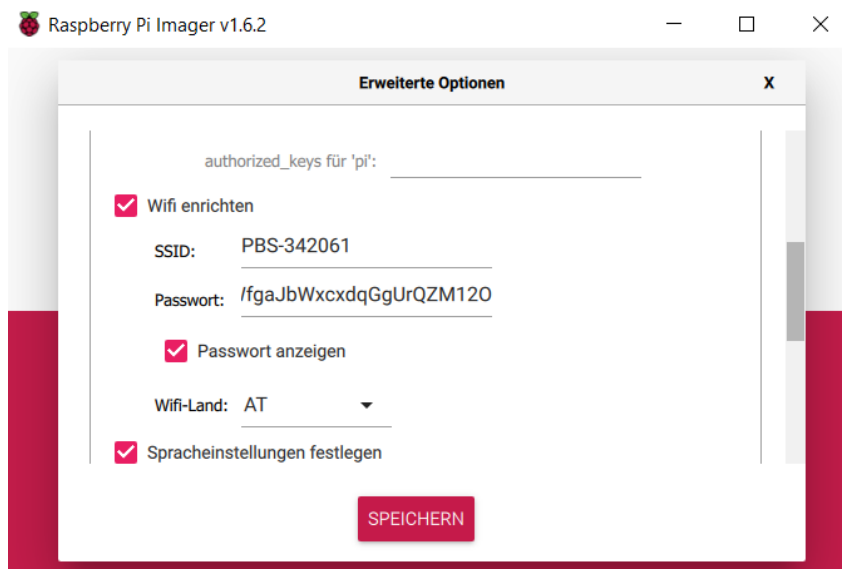 Raspberry Pi Imager v1.6.2
Erweiterte Optionen X
authorized_keys für 'pi':
Wifi enrichten
SSID: PBS-342061
Passwort: /fgaJbWxcxdqGgUrQZM12O
Passwort anzeigen
Wifi-Land: AT
Spracheinstellungen festlegen
SPEICHERN